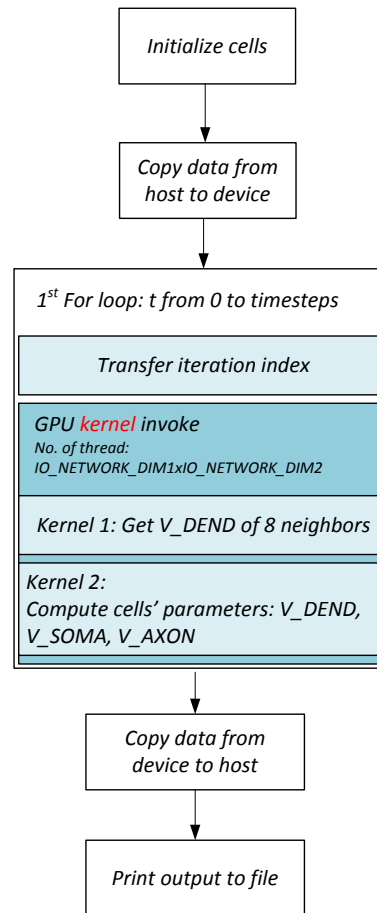 Initialize cells
Copy data from
host to device
1st For loop: t from 0 to timesteps
Transfer iteration index
GPU kernel invoke
No. of thread:
IO_NETWORK_DIM1xIO_NETWORK_DIM2
Kernel 1: Get V_DEND of 8 neighbors
Kernel 2:
Compute cells’ parameters: V_DEND,
V_SOMA, V_AXON
Copy data from
device to host
Print output to file